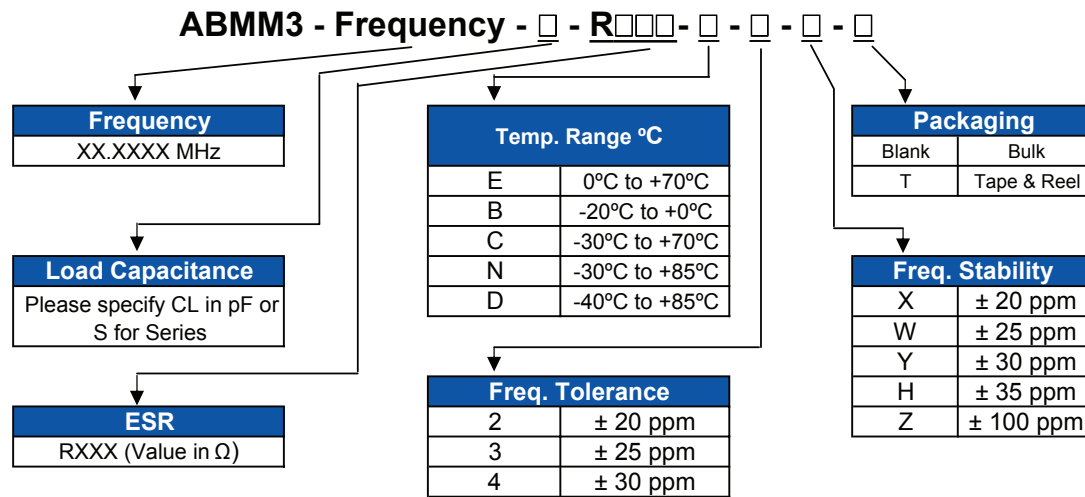 ABMM3 - Frequency - □ - R□□□- □ - □ - □ - □
Frequency
XX.XXXX MHz
Load Capacitance
Please specify CL in pF or
S for Series
ESR
RXXX (Value in Ω)
Temp. Range ºC
E 0ºC to +70ºC
B -20ºC to +0ºC
C -30ºC to +70ºC
N -30ºC to +85ºC
D -40ºC to +85ºC
Freq. Tolerance
2 ± 20 ppm
3 ± 25 ppm
4 ± 30 ppm
Packaging
Blank Bulk
T Tape & Reel
Freq. Stability
X ± 20 ppm
W ± 25 ppm
Y ± 30 ppm
H ± 35 ppm
Z ± 100 ppm